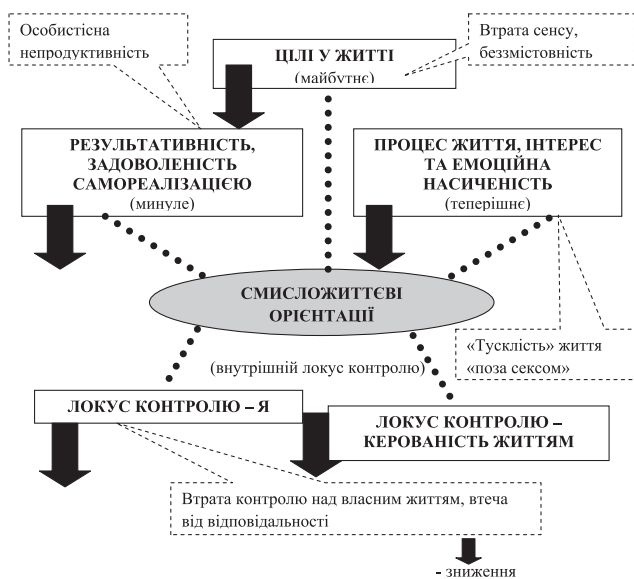 Особистісна
непродуктивність
ЦІЛІ У ЖИТТІ
(майбутнє)
Втрата сенсу,
беззмістовність
РЕЗУЛЬТАТИВНІСТЬ,
ЗАДОВОЛЕНІСТЬ
САМОРЕАЛІЗАЦІЄЮ
(минуле)
ПРОЦЕС ЖИТТЯ, ІНТЕРЕС
ТА ЕМОЦІЙНА
НАСИЧЕНІСТЬ
(теперішнє)
СМИСЛОЖИТТЄВІ
ОРІЄНТАЦІЇ
«Тусклість» життя
«поза сексом»
(внутрішній локус контролю)
ЛОКУС КОНТРОЛЮ – Я
ЛОКУС КОНТРОЛЮ –
КЕРОВАНІСТЬ ЖИТТЯМ
Втрата контролю над власним життям, втеча
від відповідальності
- зниження